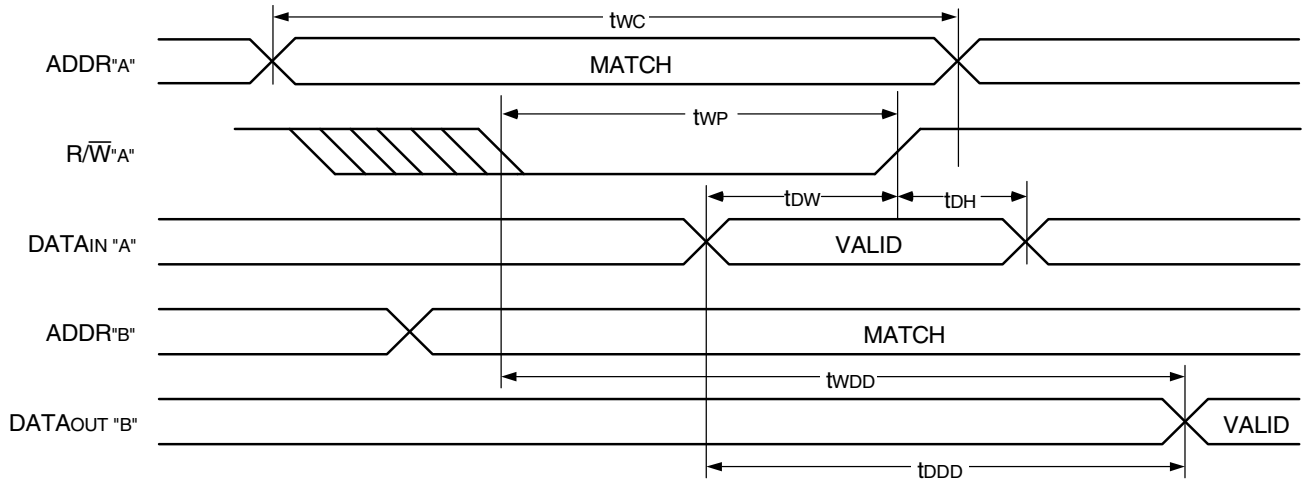 tWC
ADDR"A"
MATCH
tWP
R/W̅"A"
tDW
tDH
DATAIN "A"
VALID
ADDR"B"
MATCH
tWDD
DATAOUT "B"
VALID
tDDD